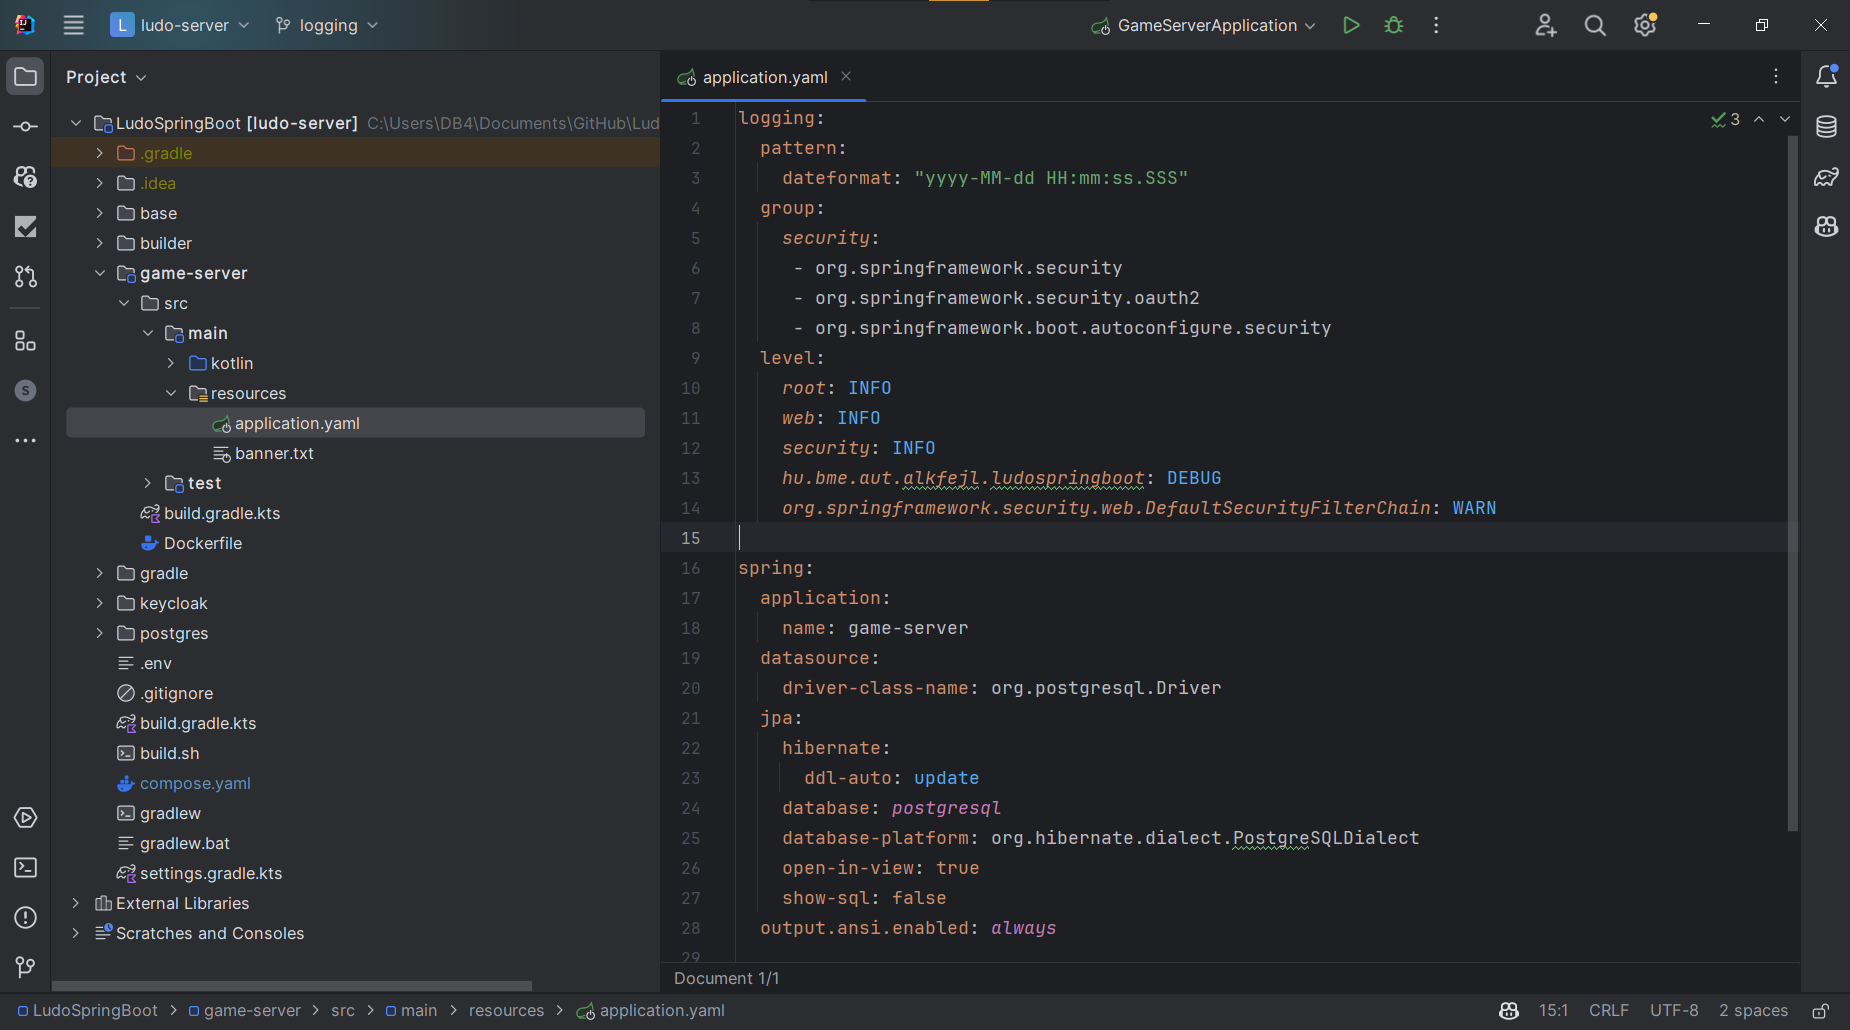 L ludo-server logging GameServerApplication
Project
LudoSpringBoot [ludo-server] C:\Users\DB4\Documents\GitHub\Lud
.gradle
.idea
base
builder
game-server
src
main
kotlin
resources
application.yaml
banner.txt
test
build.gradle.kts
Dockerfile
gradle
keycloak
postgres
.env
.gitignore
build.gradle.kts
build.sh
compose.yaml
gradlew
gradlew.bat
settings.gradle.kts
External Libraries
Scratches and Consoles
application.yaml
3
1 logging:
2 pattern:
3 dateformat: "yyyy-MM-dd HH:mm:ss.SSS"
4 group:
5 security:
6 - org.springframework.security
7 - org.springframework.security.oauth2
8 - org.springframework.boot.autoconfigure.security
9 level:
10 root: INFO
11 web: INFO
12 security: INFO
13 hu.bme.aut.alkfejl.ludospringboot: DEBUG
14 org.springframework.security.web.DefaultSecurityFilterChain: WARN
15
16 spring:
17 application:
18 name: game-server
19 datasource:
20 driver-class-name: org.postgresql.Driver
21 jpa:
22 hibernate:
23 ddl-auto: update
24 database: postgresql
25 database-platform: org.hibernate.dialect.PostgreSQLDialect
26 open-in-view: true
27 show-sql: false
28 output.ansi.enabled: always
29
Document 1/1
LudoSpringBoot > game-server > src > main > resources > application.yaml 15:1 CRLF UTF-8 2 spaces